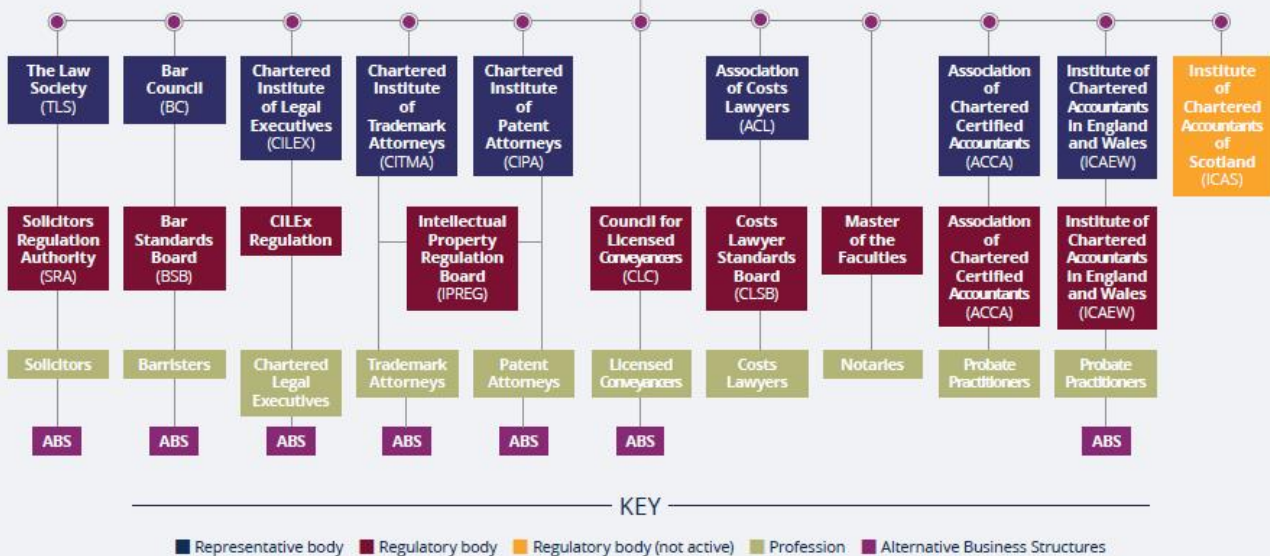 The Law
Society
(TLS)
Bar
Council
(BC)
Chartered
Institute
of Legal
Executives
(CILEX)
Chartered
Institute
of
Trademark
Attorneys
(CITMA)
Chartered
Institute
of
Patent
Attorneys
(CIPA)
Association
of Costs
Lawyers
(ACL)
Association
of
Chartered
Certified
Accountants
(ACCA)
Institute of
Chartered
Accountants
in England
and Wales
(ICAEW)
Institute
of
Chartered
Accountants
of
Scotland
(ICAS)
Solicitors
Regulation
Authority
(SRA)
Bar
Standards
Board
(BSB)
CILEx
Regulation
Intellectual
Property
Regulation
Board
(IPREG)
Council for
Licensed
Conveyancers
(CLC)
Costs
Lawyer
Standards
Board
(CLSB)
Master
of the
Faculties
Association
of
Chartered
Certified
Accountants
(ACCA)
Institute of
Chartered
Accountants
in England
and Wales
(ICAEW)
Solicitors
Barristers
Chartered
Legal
Executives
Trademark
Attorneys
Patent
Attorneys
Licensed
Conveyancers
Costs
Lawyers
Notaries
Probate
Practitioners
Probate
Practitioners
ABS
ABS
ABS
ABS
ABS
ABS
ABS
KEY
Representative body
Regulatory body
Regulatory body (not active)
Profession
Alternative Business Structures